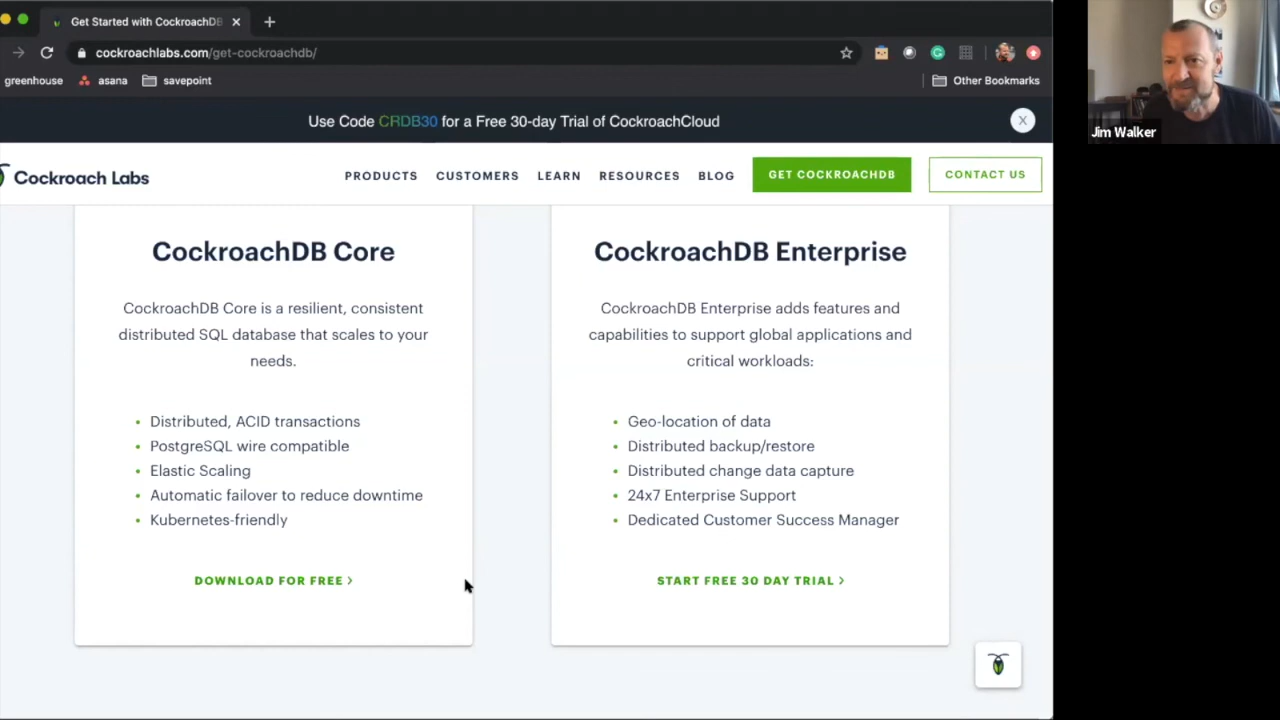 Get Started with CockroachDB
cockroachlabs.com/get-cockroachdb/
greenhouse
asana
savepoint
Other Bookmarks
Use Code CRDB30 for a Free 30-day Trial of CockroachCloud
X
Jim Walker
Cockroach Labs
PRODUCTS
CUSTOMERS
LEARN
RESOURCES
BLOG
GET COCKROACHDB
CONTACT US
CockroachDB Core
CockroachDB Core is a resilient, consistent
distributed SQL database that scales to your
needs.
• Distributed, ACID transactions
• PostgreSQL wire compatible
• Elastic Scaling
• Automatic failover to reduce downtime
• Kubernetes-friendly
DOWNLOAD FOR FREE >
CockroachDB Enterprise
CockroachDB Enterprise adds features and
capabilities to support global applications and
critical workloads:
• Geo-location of data
• Distributed backup/restore
• Distributed change data capture
• 24x7 Enterprise Support
• Dedicated Customer Success Manager
START FREE 30 DAY TRIAL >